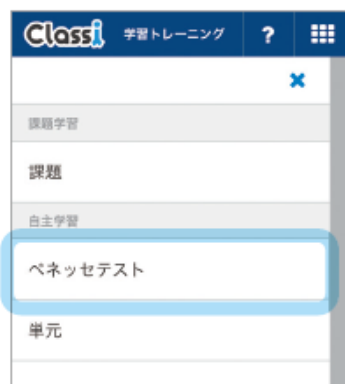 Classi 学習トレーニング ?
×
課題学習
課題
自主学習
ベネッセテスト
単元